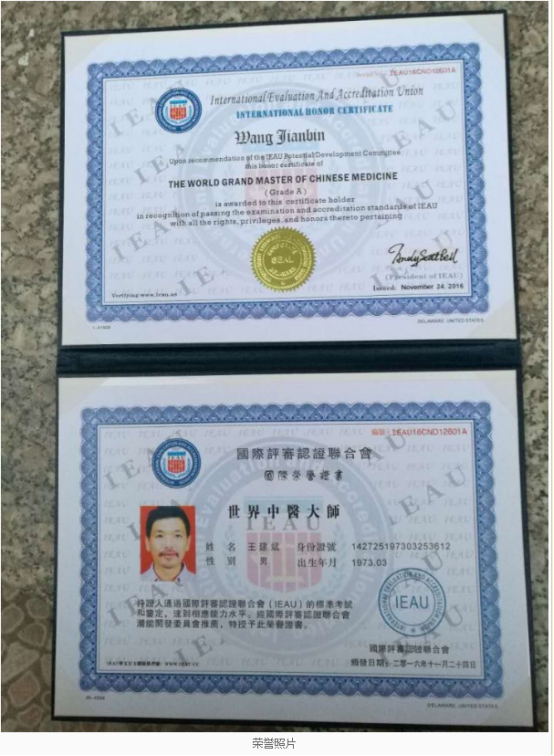 IEAU16CND12601A
International Evaluation And Accreditation Union
INTERNATIONAL HONOR CERTIFICATE
Wang Jianbin
Upon recommendation of the IEAU Potential Development Committee
this honor certificate of
THE WORLD GRAND MASTER OF CHINESE MEDICINE
(Grade A)
is awarded to this certificate holder
in recognition of passing the examination and accreditation standards of IEAU
with all the rights, privileges, and honors thereto pertaining
SEAL
(President of IEAU)
Issued: November 24, 2016
Verifying:www.ieau.us
DELAWARE, UNITED STATES
編號：IEAU16CND12601A
國際評審認證聯合會
國際榮譽證書
世界中醫大師
姓 名 王建斌 身份證號 142725197303253612
性 別 男 出生年月 1973.03
持證人通過國際評審認證聯合會（IEAU）的標準考試
和鑒定，達到相應能力水平。經國際評審認證聯合會
潛能開發委員會推薦，特授予此榮譽證書。
IEAU
國際評審認證聯合會
頒發日期：二零一六年十一月二十四日
DELAWARE, UNITED STATES
荣誉照片